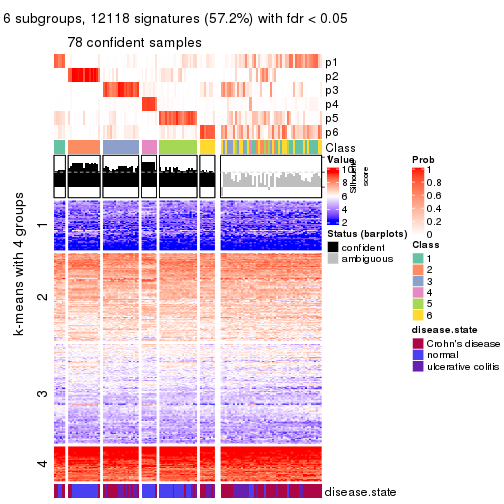 6 subgroups, 12118 signatures (57.2%) with fdr < 0.05
78 confident samples
p1
p2
p3
p4
p5
p6
Class
Silhouette
score
k-means with 4 groups
1
2
3
4
disease.state
Value
10
8
6
4
2
Status (barplots)
confident
ambiguous
Prob
1
0.8
0.6
0.4
0.2
0
Class
1
2
3
4
5
6
disease.state
Crohn's disease
normal
ulcerative colitis